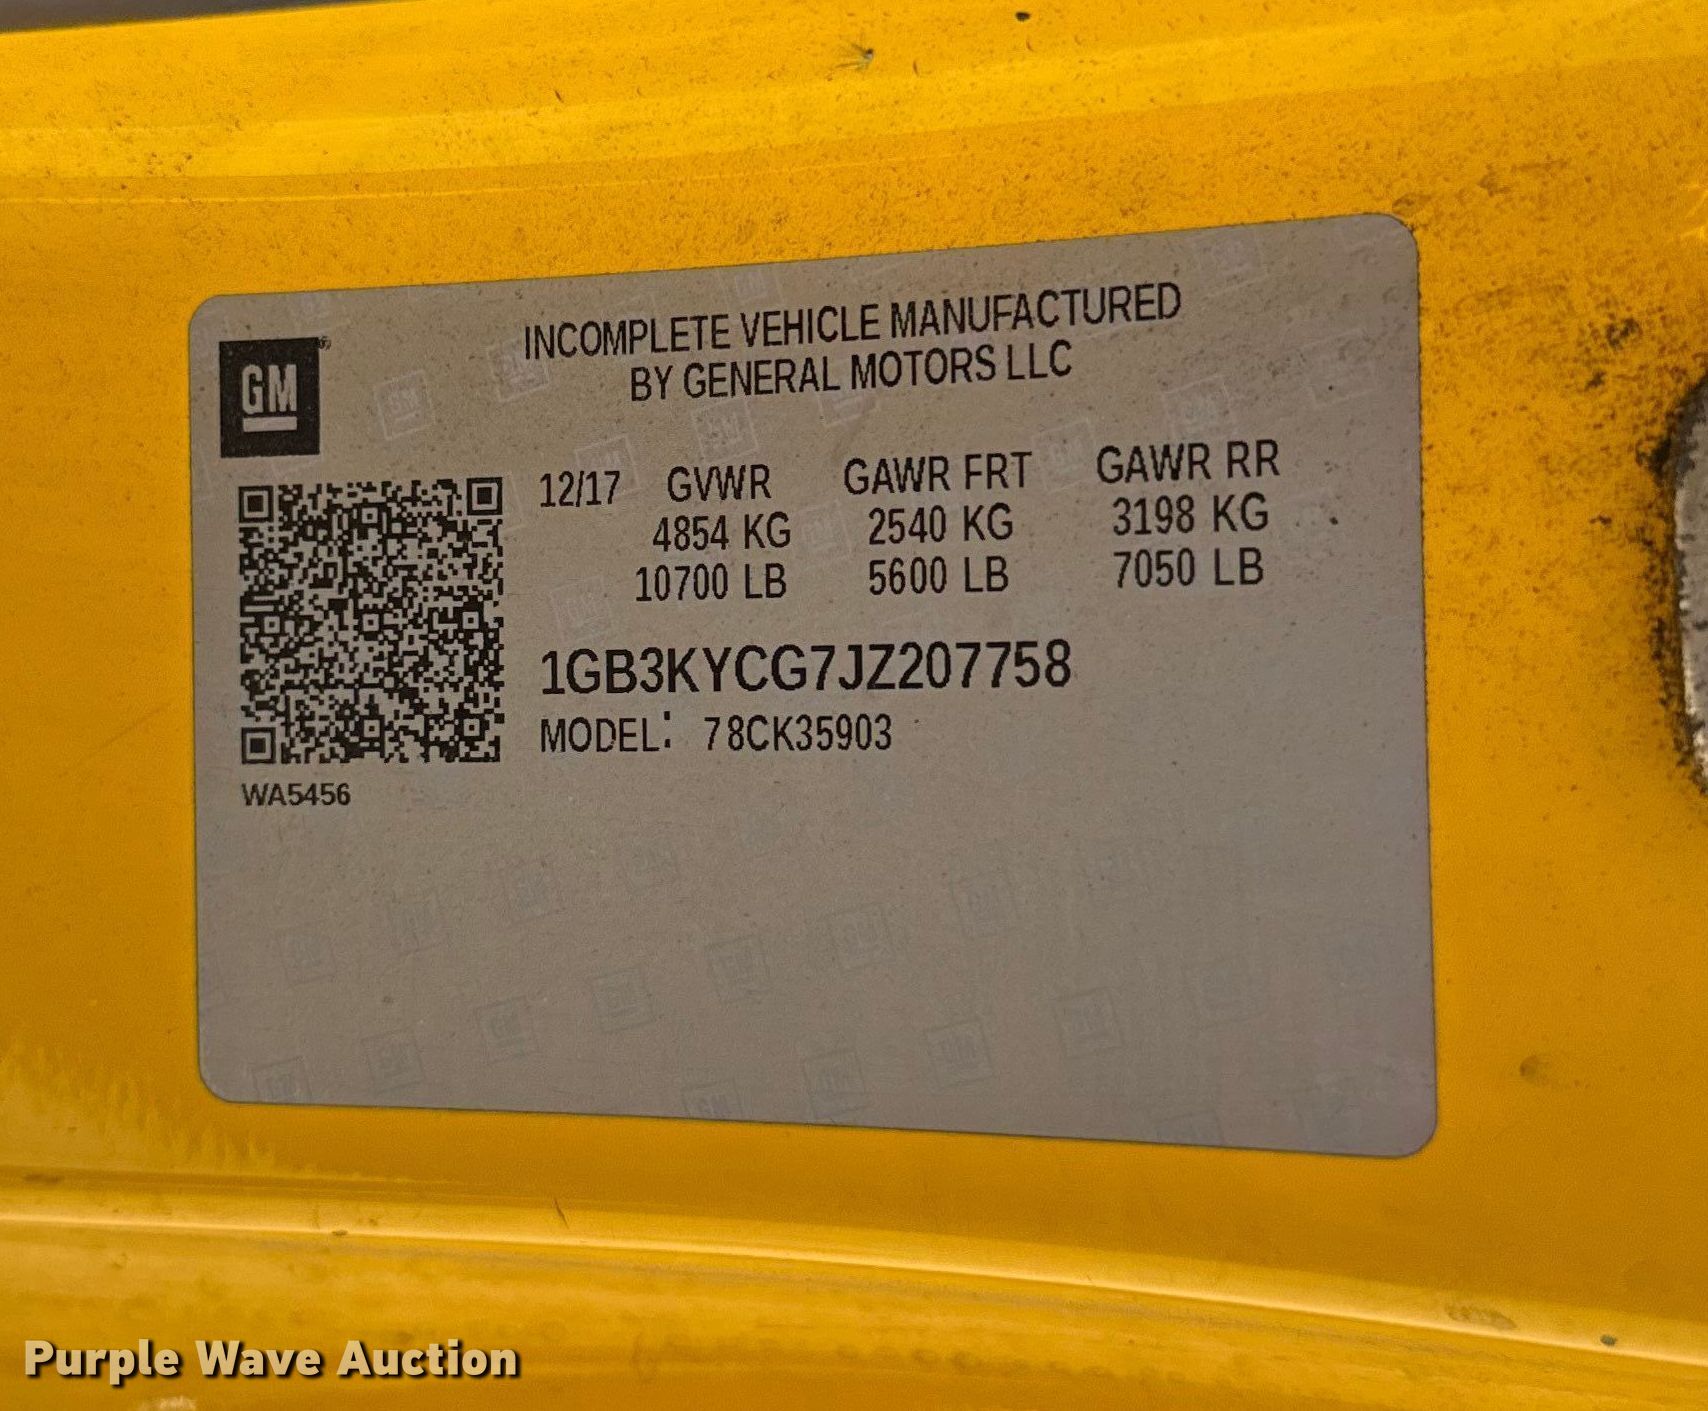 INCOMPLETE VEHICLE MANUFACTURED
BY GENERAL MOTORS LLC
GM
12/17 GVWR GAWR FRT GAWR RR
4854 KG 2540 KG 3198 KG
10700 LB 5600 LB 7050 LB
1GB3KYCG7JZ207758
MODEL: 78CK35903
WA5456
Purple Wave Auction